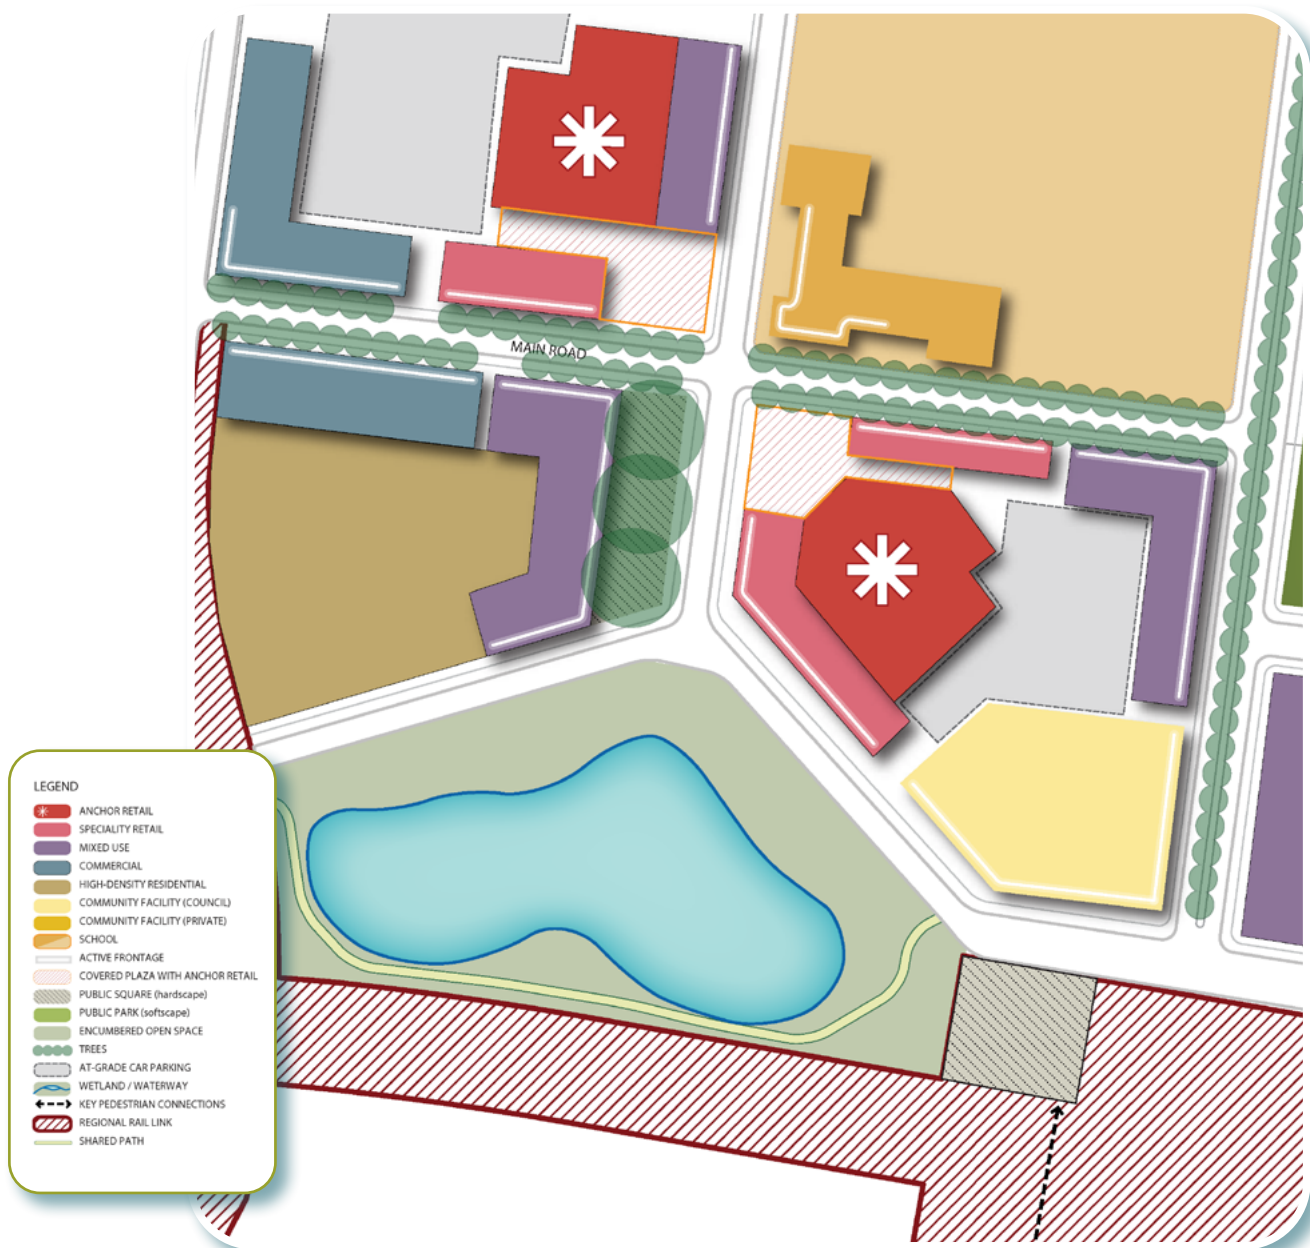 MAIN ROAD
LEGEND
ANCHOR RETAIL
SPECIALITY RETAIL
MIXED USE
COMMERCIAL
HIGH-DENSITY RESIDENTIAL
COMMUNITY FACILITY (COUNCIL)
COMMUNITY FACILITY (PRIVATE)
SCHOOL
ACTIVE FRONTAGE
COVERED PLAZA WITH ANCHOR RETAIL
PUBLIC SQUARE (hardscape)
PUBLIC PARK (softscape)
ENCUMBERED OPEN SPACE
TREES
AT-GRADE CAR PARKING
WETLAND / WATERWAY
KEY PEDESTRIAN CONNECTIONS
REGIONAL RAIL LINK
SHARED PATH